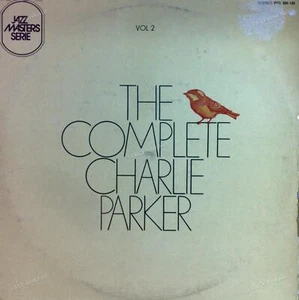 JAZZ
MASTERS
SERIE
VOL 2
THE
COMPLETE
CHARLIE
PARKER